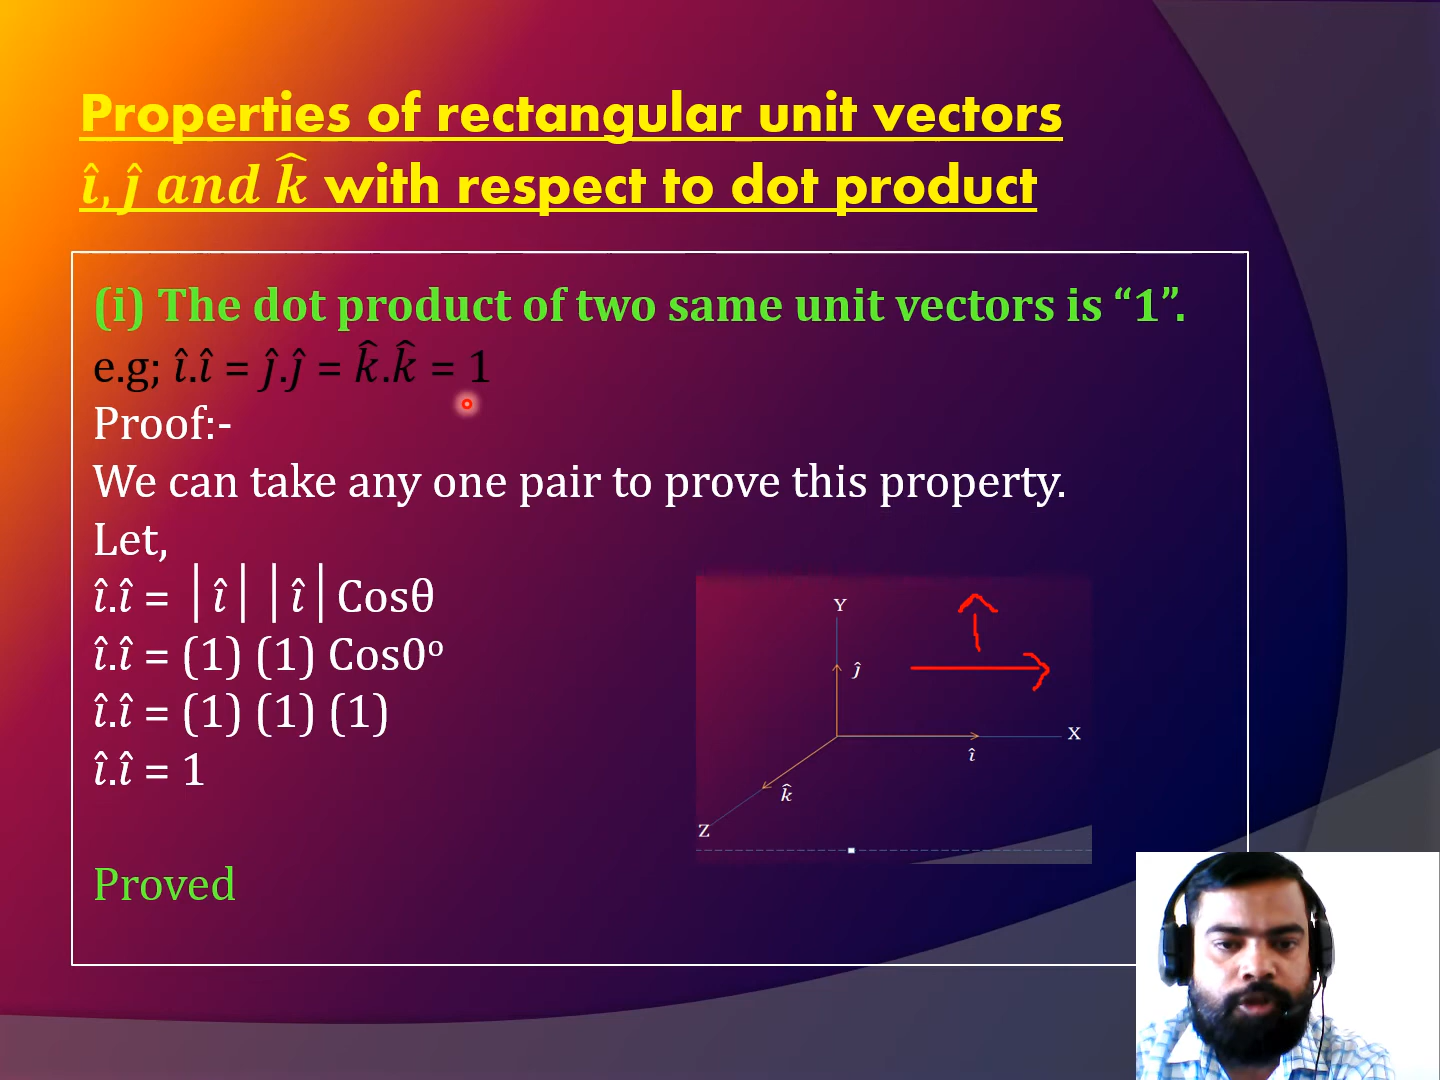 Properties of rectangular unit vectors
î, ĵ and k̂ with respect to dot product
(i) The dot product of two same unit vectors is “1”.
e.g; î.î = ĵ.ĵ = k̂.k̂ = 1
Proof:-
We can take any one pair to prove this property.
Let,
î.î = |î| |î|Cosθ
î.î = (1) (1) Cos0º
î.î = (1) (1) (1)
î.î = 1
Proved
Y
ĵ
X
î
k̂
Z